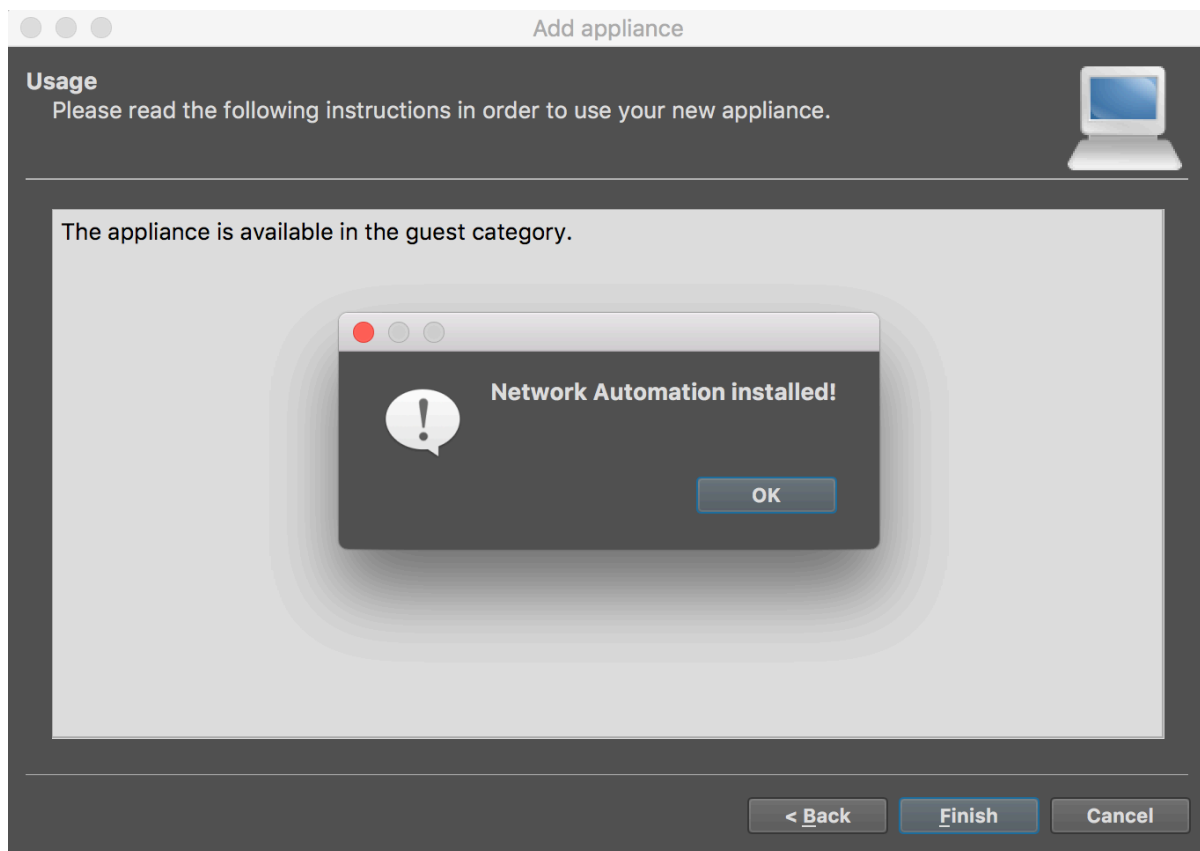 Add appliance
Usage
Please read the following instructions in order to use your new appliance.
The appliance is available in the guest category.
Network Automation installed!
OK
< Back
Finish
Cancel